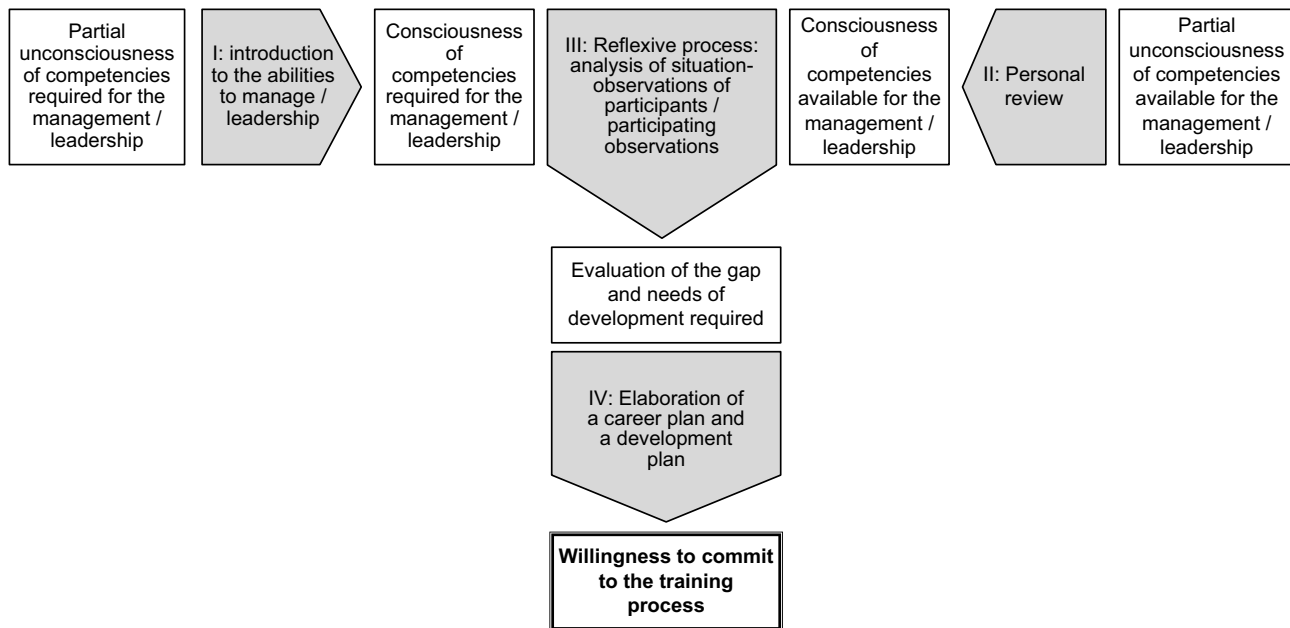 Partial
unconsciousness
of competencies
required for the
management /
leadership
I: introduction
to the abilities
to manage /
leadership
Consciousness
of
competencies
required for the
management /
leadership
III: Reflexive process:
analysis of situation-
observations of
participants /
participating
observations
Consciousness
of
competencies
available for the
management /
leadership
II: Personal
review
Partial
unconsciousness
of competencies
available for the
management /
leadership
Evaluation of the gap
and needs of
development required
IV: Elaboration of
a career plan and
a development
plan
Willingness to commit
to the training
process